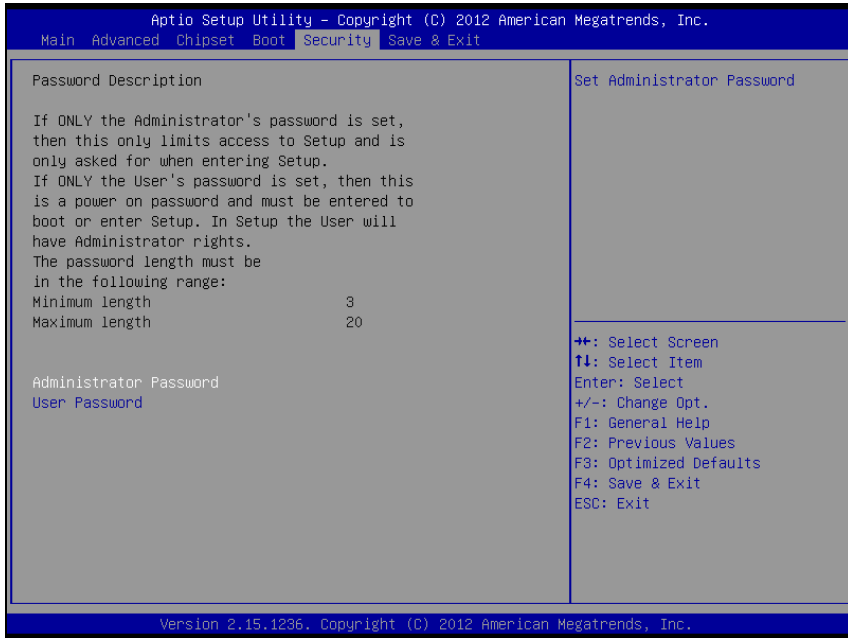 Aptio Setup Utility – Copyright (C) 2012 American Megatrends, Inc.
Main Advanced Chipset Boot Security Save & Exit
Password Description
If ONLY the Administrator's password is set,
then this only limits access to Setup and is
only asked for when entering Setup.
If ONLY the User's password is set, then this
is a power on password and must be entered to
boot or enter Setup. In Setup the User will
have Administrator rights.
The password length must be
in the following range:
Minimum length 3
Maximum length 20
Administrator Password
User Password
Set Administrator Password
→←: Select Screen
↑↓: Select Item
Enter: Select
+/-: Change Opt.
F1: General Help
F2: Previous Values
F3: Optimized Defaults
F4: Save & Exit
ESC: Exit
Version 2.15.1236. Copyright (C) 2012 American Megatrends, Inc.